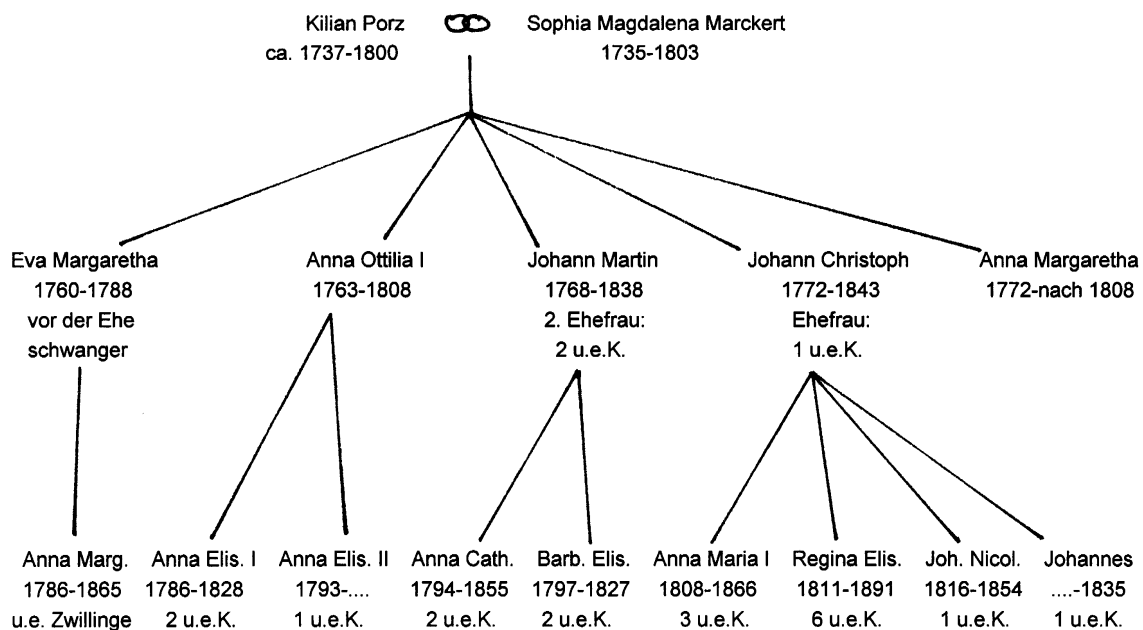 Kilian Porz Sophia Magdalena Marckert
ca. 1737-1800 1735-1803
Eva Margaretha Anna Ottilia I Johann Martin Johann Christoph Anna Margaretha
1760-1788 1763-1808 1768-1838 1772-1843 1772-nach 1808
vor der Ehe 2. Ehefrau: Ehefrau:
schwanger 2 u.e.K. 1 u.e.K.
Anna Marg. Anna Elis. I Anna Elis. II Anna Cath. Barb. Elis. Anna Maria I Regina Elis. Joh. Nicol. Johannes
1786-1865 1786-1828 1793-.... 1794-1855 1797-1827 1808-1866 1811-1891 1816-1854 ....-1835
u.e. Zwillinge 2 u.e.K. 1 u.e.K. 2 u.e.K. 2 u.e.K. 3 u.e.K. 6 u.e.K. 1 u.e.K. 1 u.e.K.